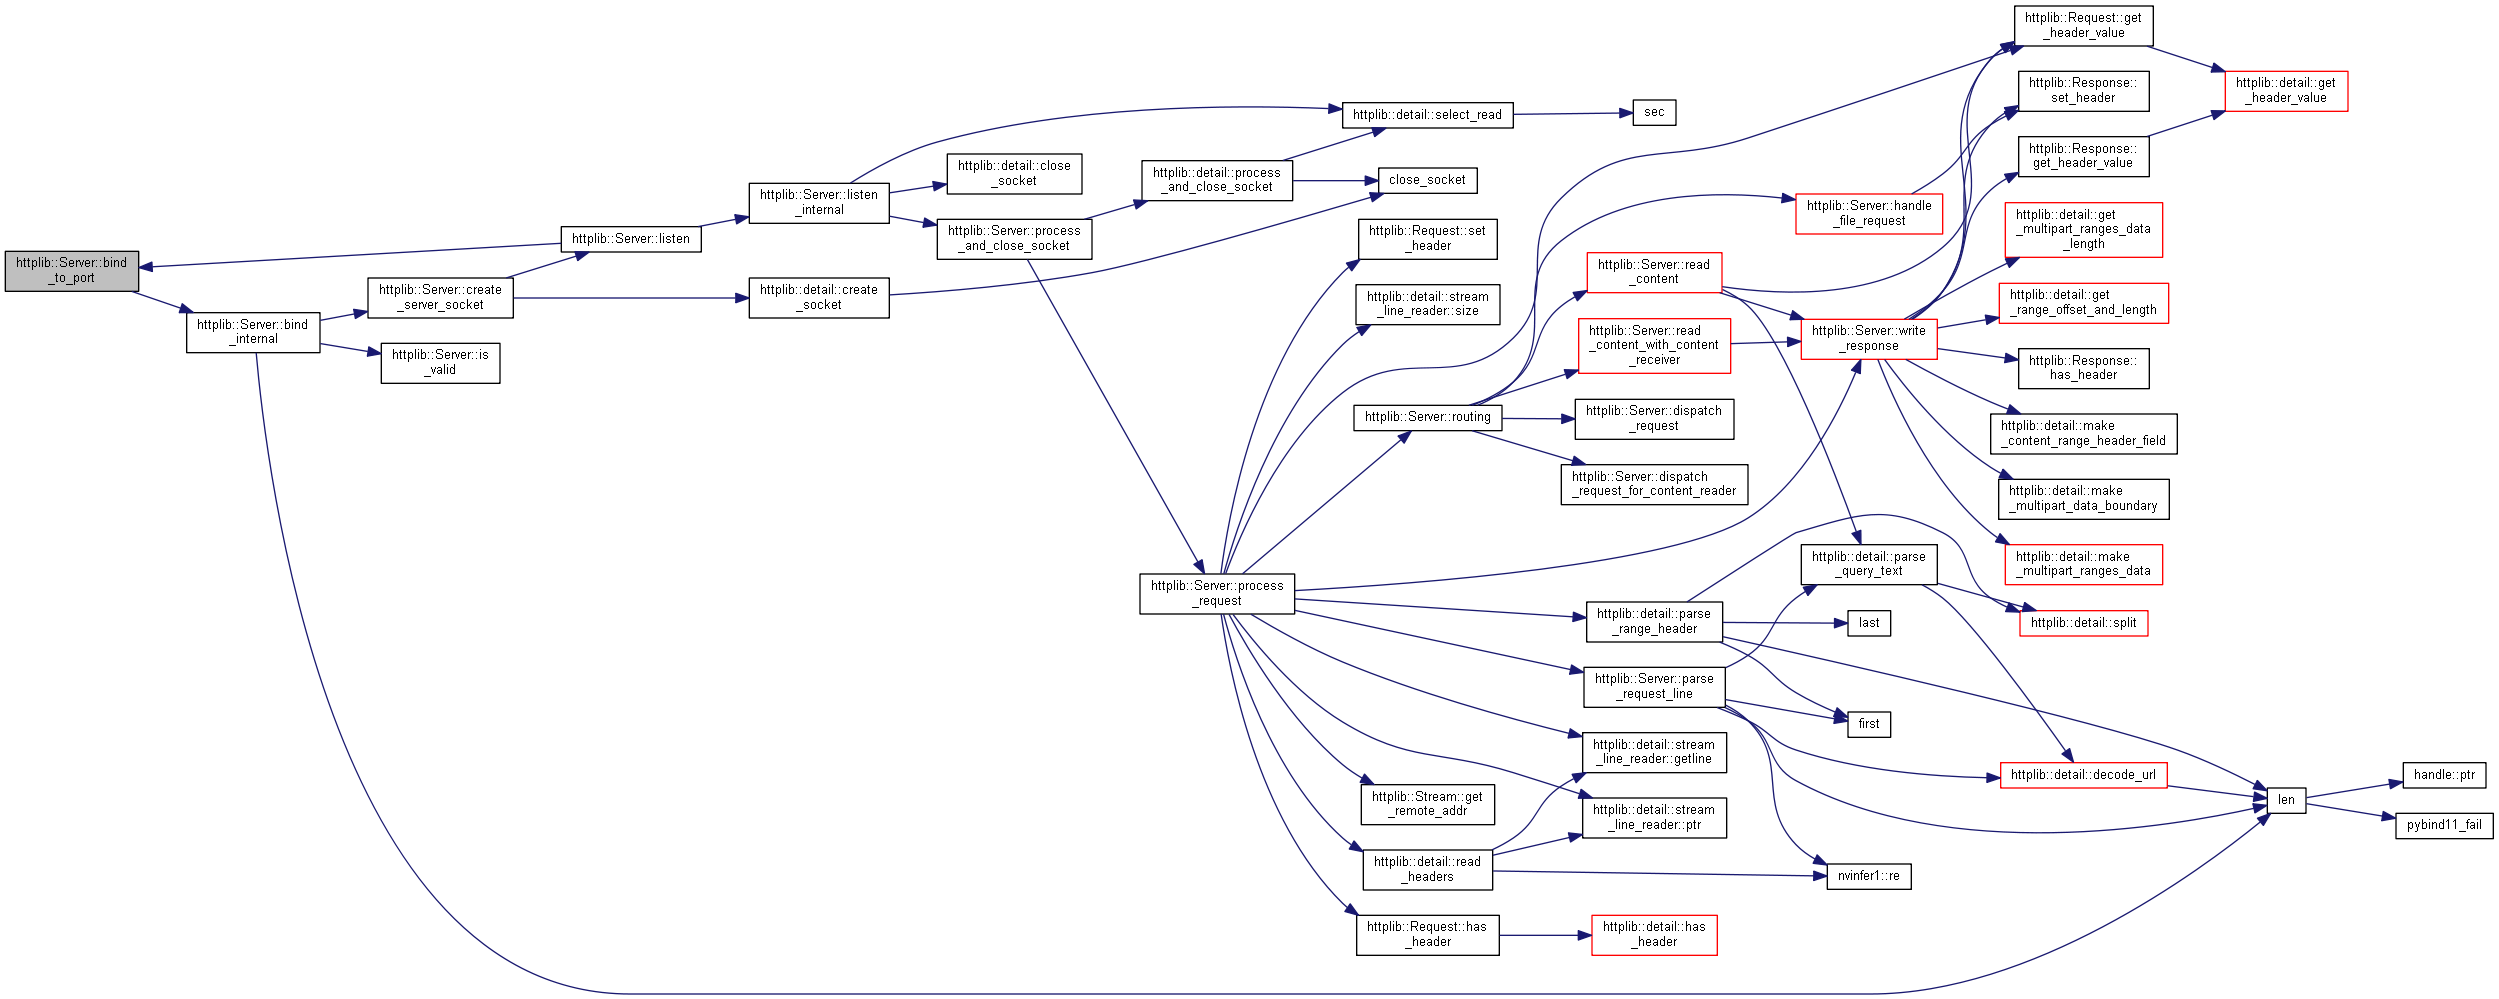 httplib::Server::bind
_to_port
httplib::Server::bind
_internal
httplib::Server::create
_server_socket
httplib::Server::is
_valid
httplib::Server::listen
httplib::Server::listen
_internal
httplib::detail::create
_socket
httplib::detail::close
_socket
httplib::Server::process
_and_close_socket
httplib::detail::process
_and_close_socket
httplib::Server::process
_request
httplib::detail::select_read
close_socket
httplib::Request::set
_header
httplib::detail::stream
_line_reader::size
httplib::Server::routing
httplib::Stream::get
_remote_addr
httplib::detail::read
_headers
httplib::Request::has
_header
sec
httplib::Server::read
_content
httplib::Server::read
_content_with_content
_receiver
httplib::Server::dispatch
_request
httplib::Server::dispatch
_request_for_content_reader
httplib::detail::parse
_range_header
httplib::Server::parse
_request_line
httplib::detail::stream
_line_reader::getline
httplib::detail::stream
_line_reader::ptr
httplib::detail::has
_header
httplib::Server::handle
_file_request
httplib::Server::write
_response
httplib::detail::parse
_query_text
last
first
nvinfer1::re
httplib::Request::get
_header_value
httplib::Response::
set_header
httplib::Response::
get_header_value
httplib::detail::get
_multipart_ranges_data
_length
httplib::detail::get
_range_offset_and_length
httplib::Response::
has_header
httplib::detail::make
_content_range_header_field
httplib::detail::make
_multipart_data_boundary
httplib::detail::make
_multipart_ranges_data
httplib::detail::split
httplib::detail::decode_url
httplib::detail::get
_header_value
len
handle::ptr
pybind11_fail